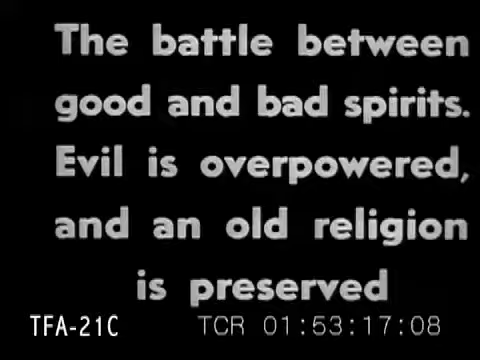 The battle between
good and bad spirits.
Evil is overpowered,
and an old religion
is preserved
TFA-21C TCR 01:53:17:08